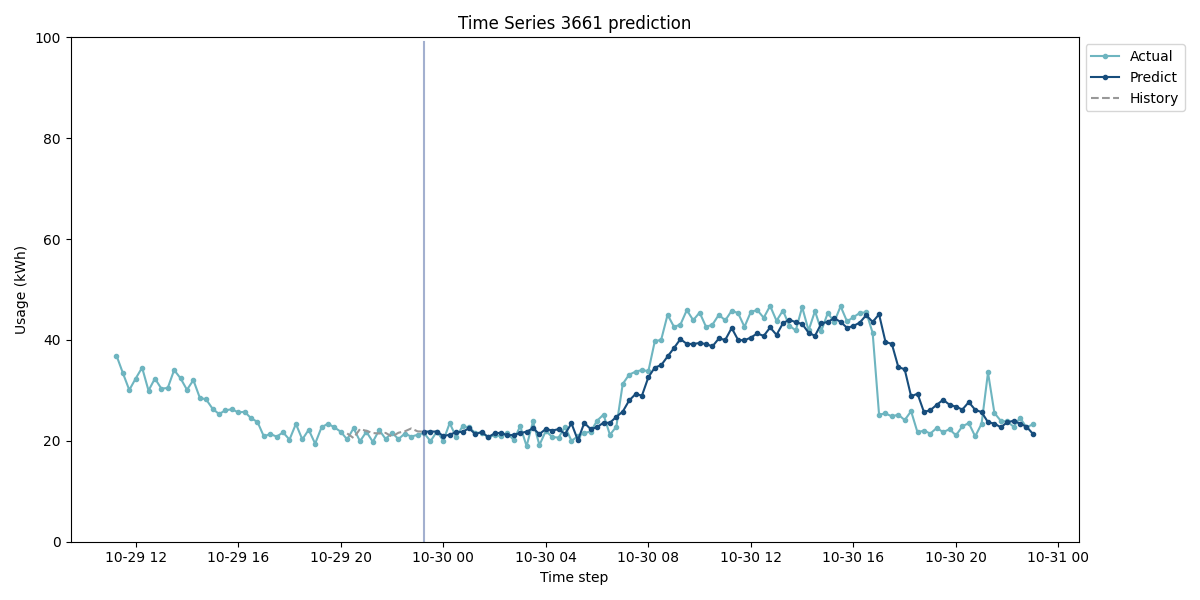 Time Series 3661 prediction
100
80
60
40
20
0
Usage (kWh)
10-29 12
10-29 16
10-29 20
10-30 00
10-30 04
10-30 08
10-30 12
10-30 16
10-30 20
10-31 00
Time step
Actual
Predict
History